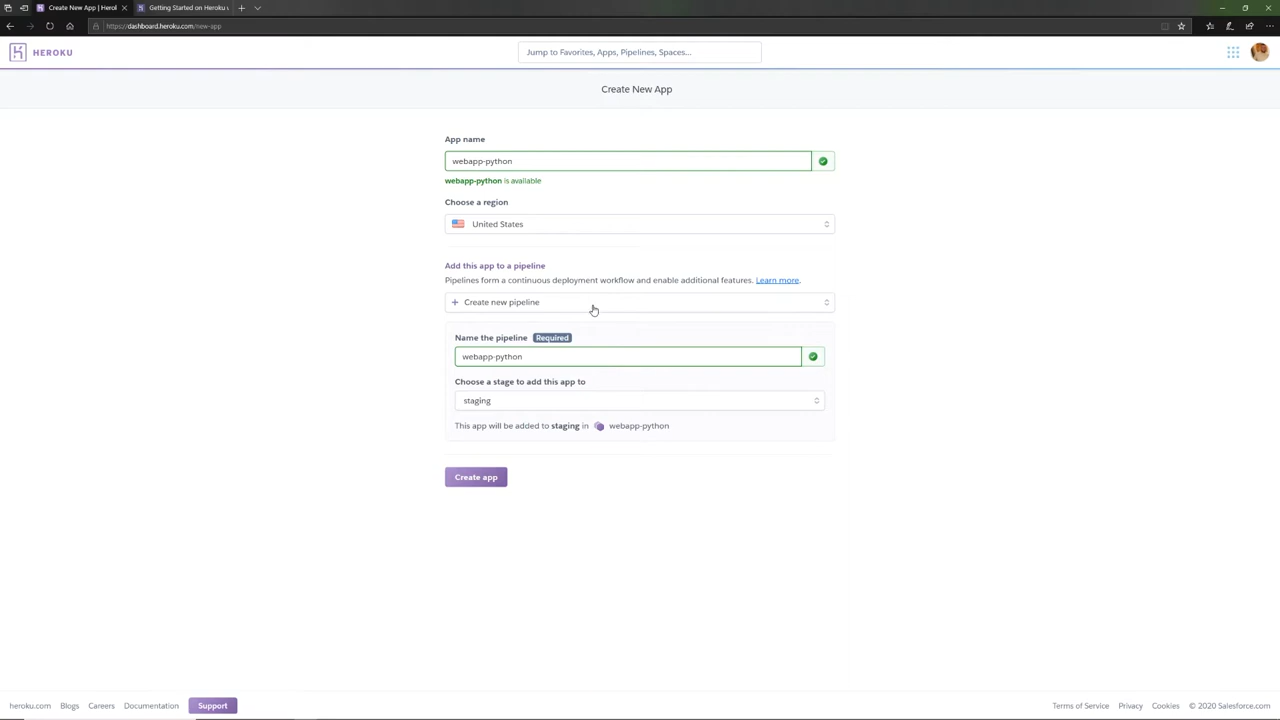 Create New App | Herol
Getting Started on Heroku v
https://dashboard.heroku.com/new-app
HEROKU
Jump to Favorites, Apps, Pipelines, Spaces...
Create New App
App name
webapp-python
webapp-python is available
Choose a region
United States
Add this app to a pipeline
Pipelines form a continuous deployment workflow and enable additional features. Learn more.
Create new pipeline
Name the pipeline Required
webapp-python
Choose a stage to add this app to
staging
This app will be added to staging in webapp-python
Create app
heroku.com Blogs Careers Documentation Support
Terms of Service Privacy Cookies © 2020 Salesforce.com